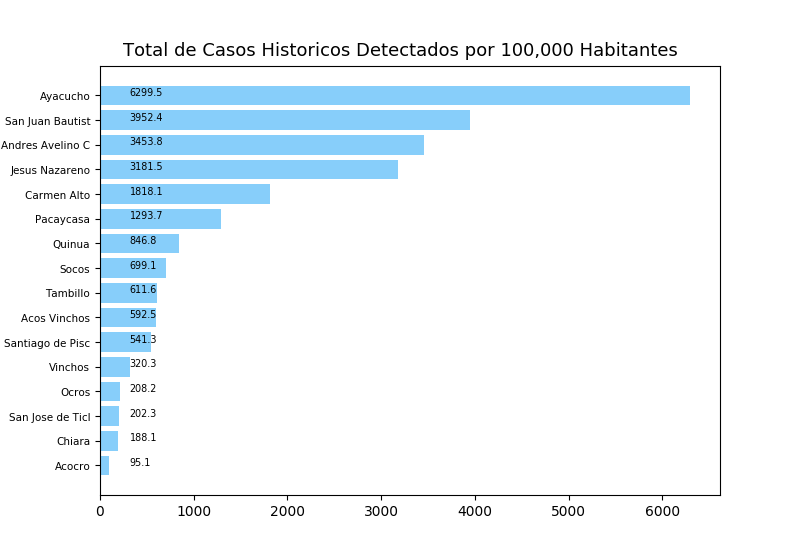 Total de Casos Historicos Detectados por 100,000 Habitantes
Ayacucho 6299.5
San Juan Bautist 3952.4
Andres Avelino C 3453.8
Jesus Nazareno 3181.5
Carmen Alto 1818.1
Pacaycasa 1293.7
Quinua 846.8
Socos 699.1
Tambillo 611.6
Acos Vinchos 592.5
Santiago de Pisc 541.3
Vinchos 320.3
Ocros 208.2
San Jose de Ticl 202.3
Chiara 188.1
Acocro 95.1
0 1000 2000 3000 4000 5000 6000